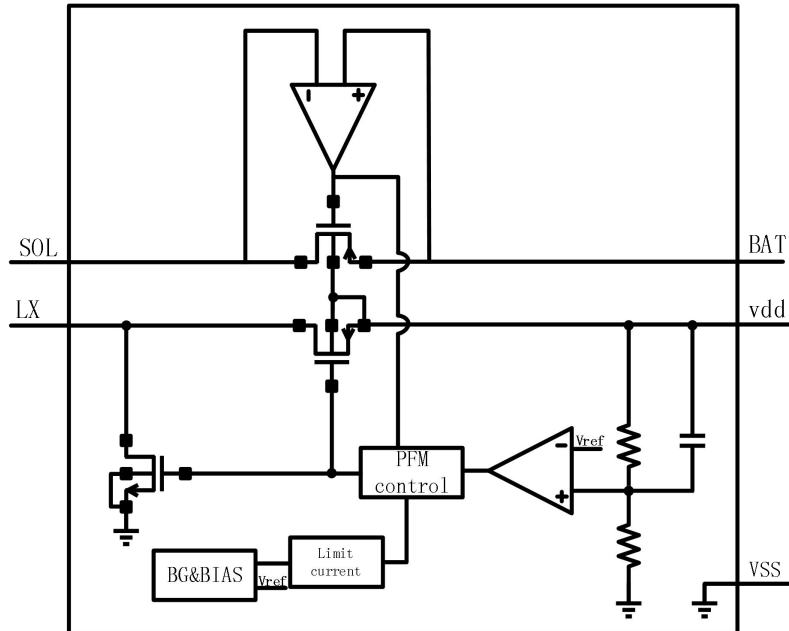 SOL
BAT
LX
vdd
Vref
PFM
control
Limit
current
BG&BIAS
Vref
VSS